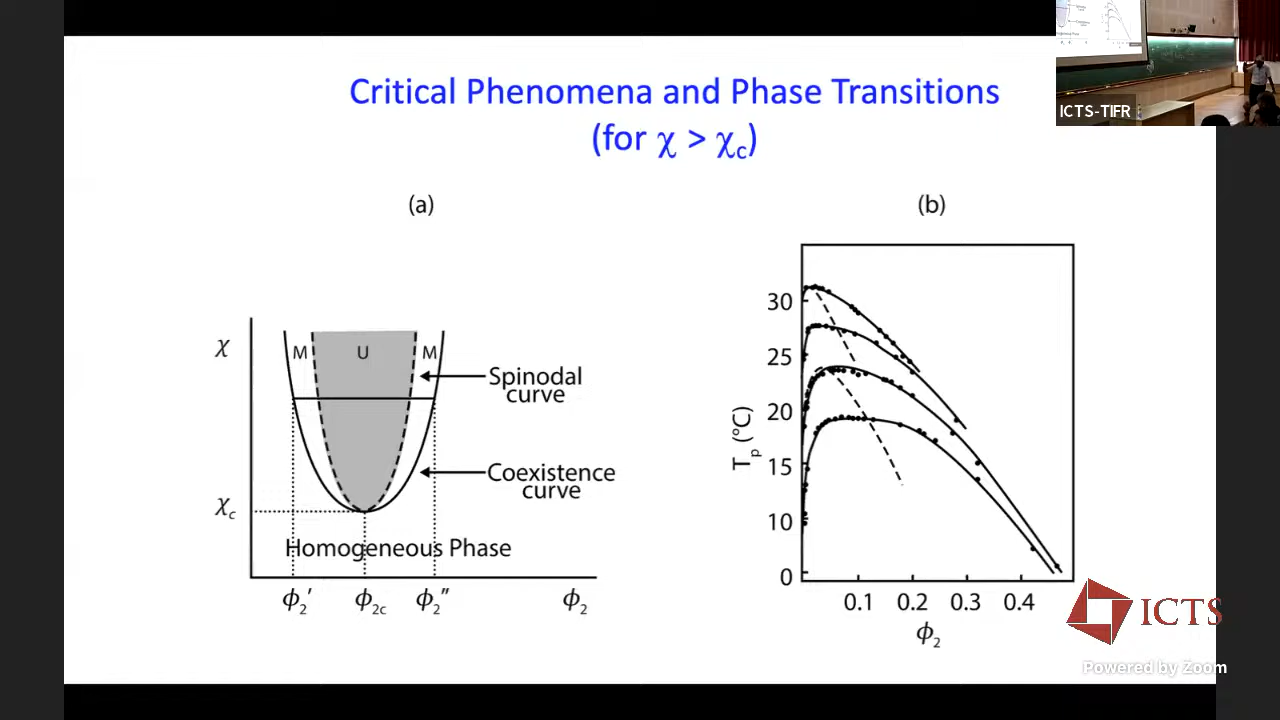 Critical Phenomena and Phase Transitions
(for χ > χc)
ICTS-TIFR
(a)
χ
M
U
M
Spinodal
curve
Coexistence
curve
χc
Homogeneous Phase
ϕ2'
ϕ2c
ϕ2''
ϕ2
(b)
Tp (°C)
30
25
20
15
10
0
0.1
0.2
0.3
0.4
ϕ2
ICTS
Powered by Zoom